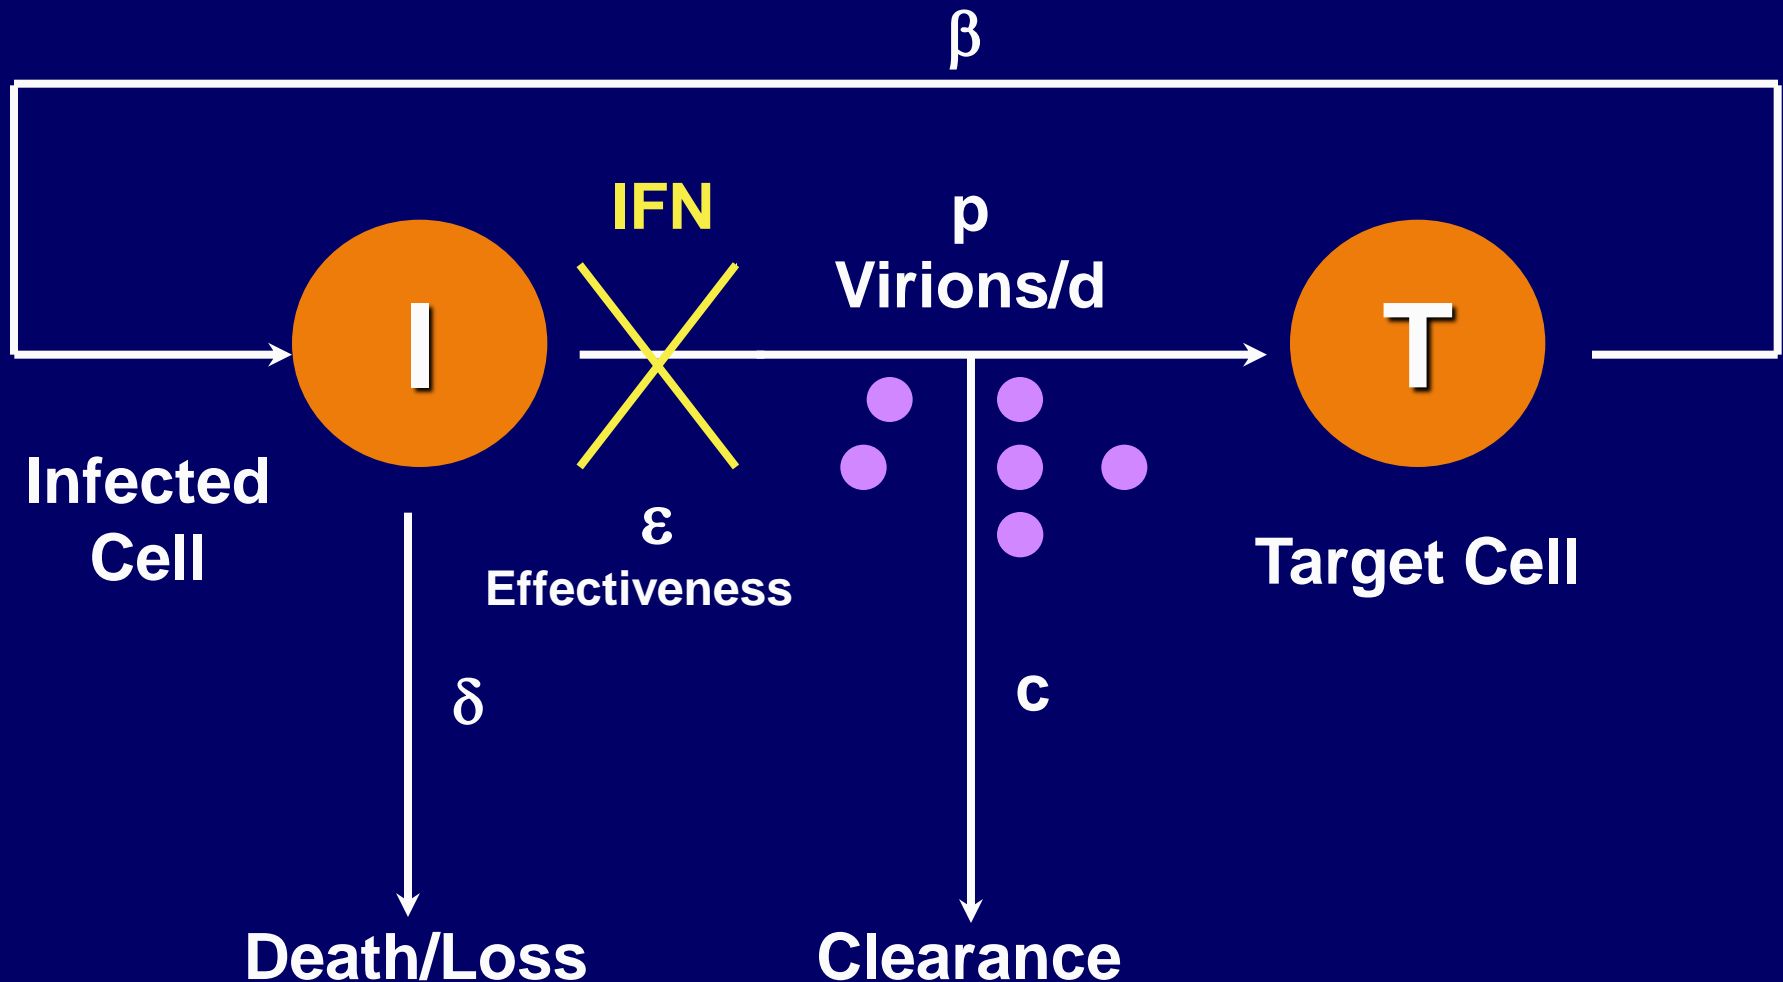 β
IFN
p
Virions/d
I
T
Infected
Cell
ε
Effectiveness
Target Cell
δ
c
Death/Loss
Clearance